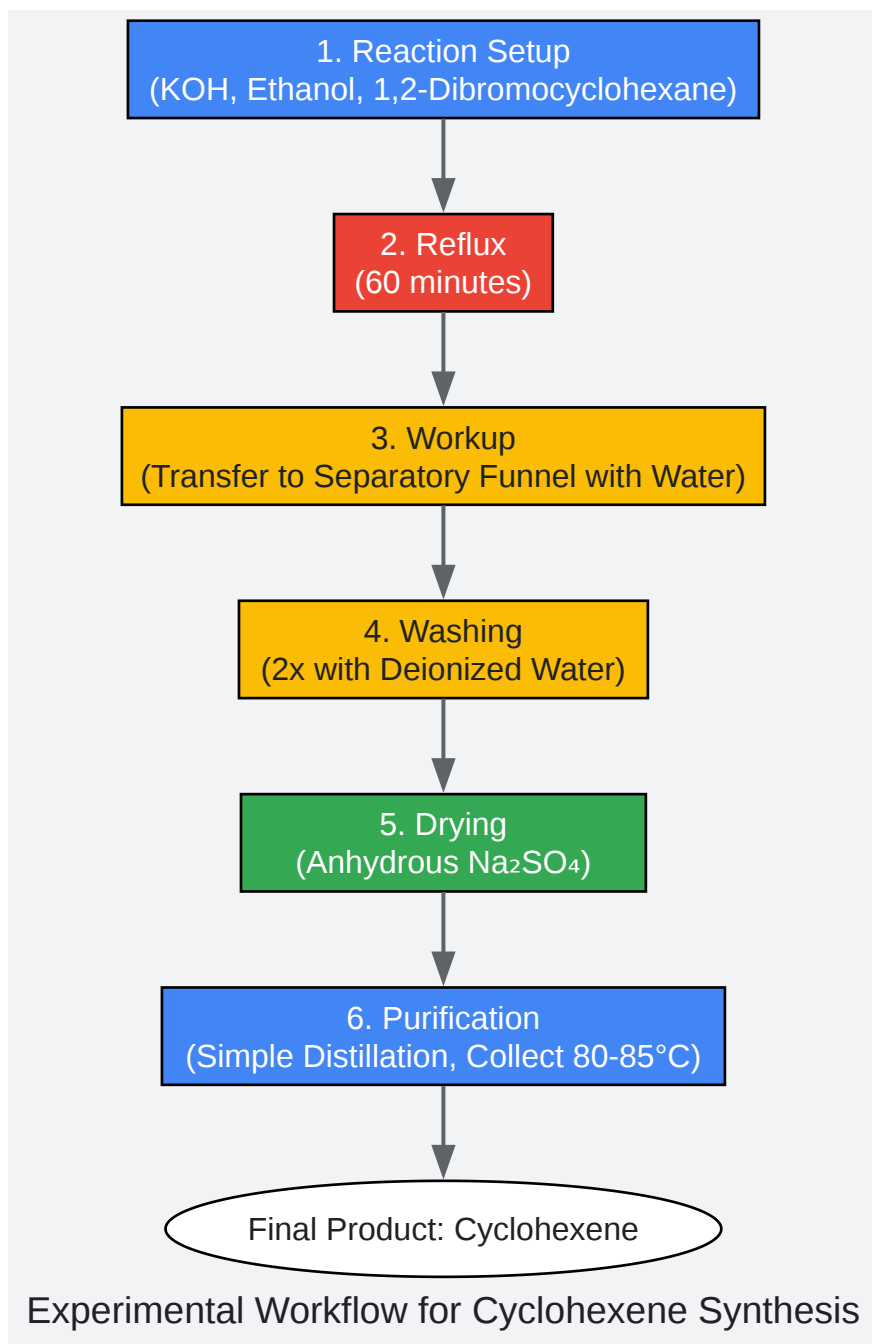 1. Reaction Setup
(KOH, Ethanol, 1,2-Dibromocyclohexane)
2. Reflux
(60 minutes)
3. Workup
(Transfer to Separatory Funnel with Water)
4. Washing
(2x with Deionized Water)
5. Drying
(Anhydrous Na₂SO₄)
6. Purification
(Simple Distillation, Collect 80-85°C)
Final Product: Cyclohexene
Experimental Workflow for Cyclohexene Synthesis